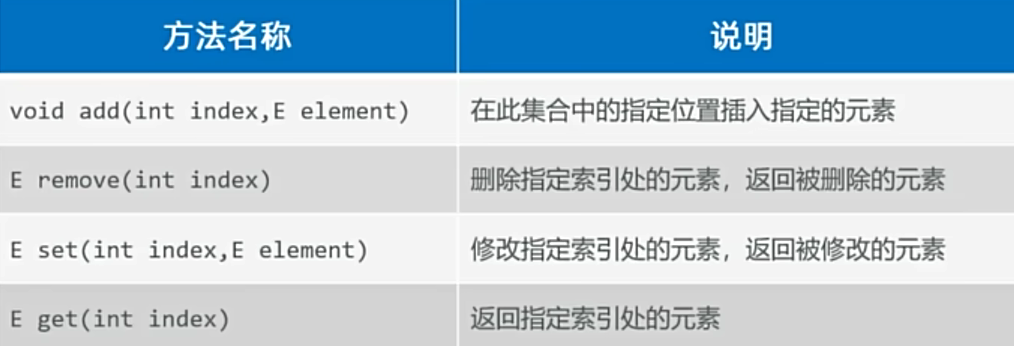 方法名称 说明
void add(int index,E element) 在此集合中的指定位置插入指定的元素
E remove(int index) 删除指定索引处的元素，返回被删除的元素
E set(int index,E element) 修改指定索引处的元素，返回被修改的元素
E get(int index) 返回指定索引处的元素